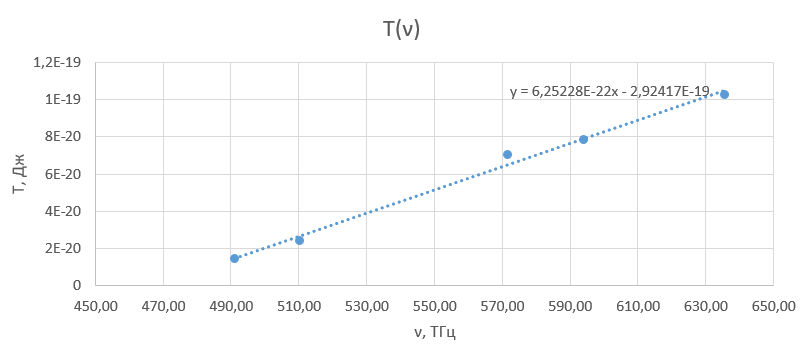 T(ν)
1,2E-19
1E-19
8E-20
6E-20
4E-20
2E-20
0
T, Дж
y = 6,25228E-22x - 2,92417E-19
450,00 470,00 490,00 510,00 530,00 550,00 570,00 590,00 610,00 630,00 650,00
ν, ТГц